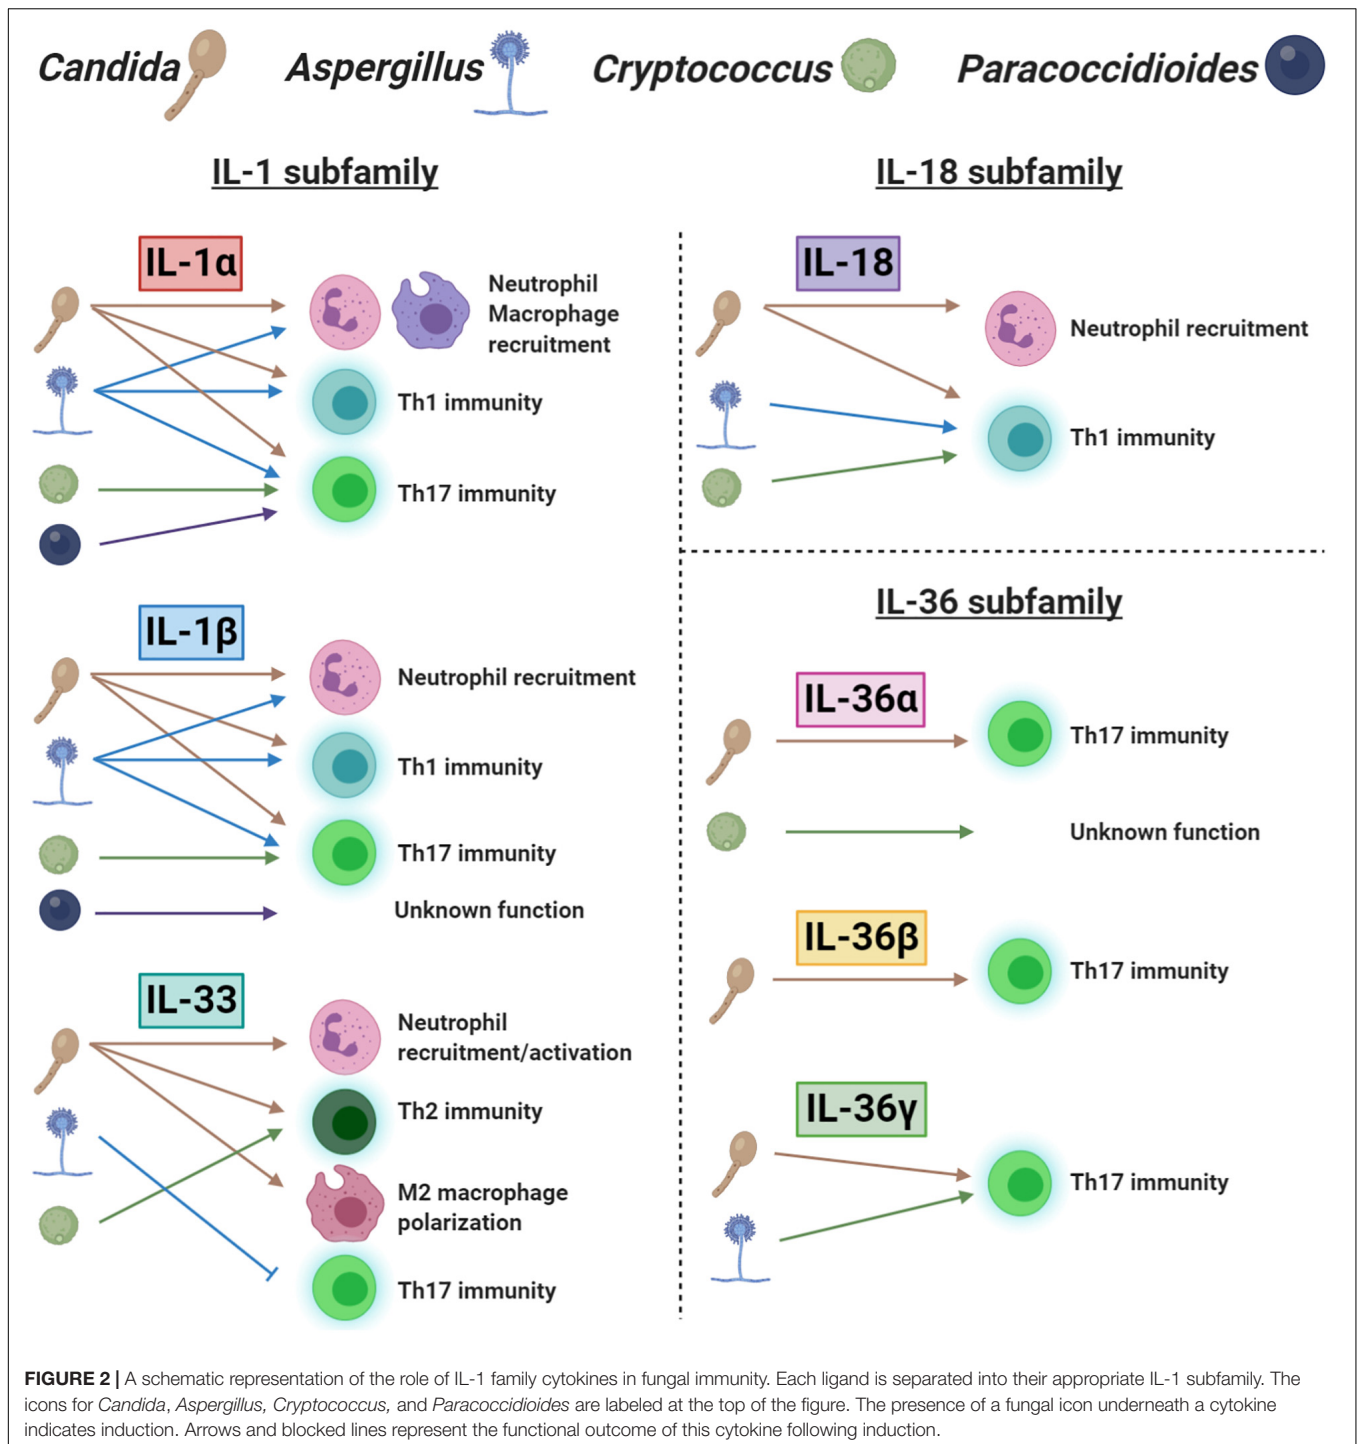 Candida
Aspergillus
Cryptococcus
Paracoccidioides
IL-1 subfamily
IL-1α
Neutrophil
Macrophage
recruitment
Th1 immunity
Th17 immunity
IL-1β
Neutrophil recruitment
Th1 immunity
Th17 immunity
Unknown function
IL-33
Neutrophil
recruitment/activation
Th2 immunity
M2 macrophage
polarization
Th17 immunity
IL-18 subfamily
IL-18
Neutrophil recruitment
Th1 immunity
IL-36 subfamily
IL-36α
Th17 immunity
Unknown function
IL-36β
Th17 immunity
IL-36γ
Th17 immunity
FIGURE 2 | A schematic representation of the role of IL-1 family cytokines in fungal immunity. Each ligand is separated into their appropriate IL-1 subfamily. The
icons for Candida, Aspergillus, Cryptococcus, and Paracoccidioides are labeled at the top of the figure. The presence of a fungal icon underneath a cytokine
indicates induction. Arrows and blocked lines represent the functional outcome of this cytokine following induction.